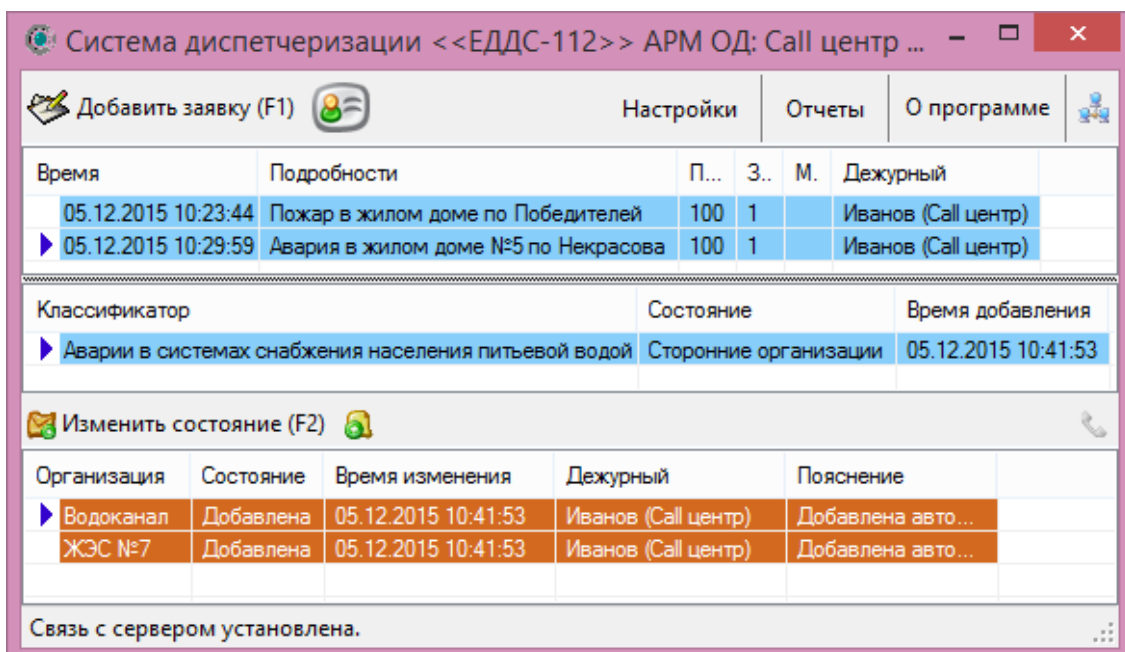 Система диспетчеризации <<ЕДДС-112>> АРМ ОД: Call центр ...
Добавить заявку (F1) Настройки Отчеты О программе
Время Подробности П... З.. М. Дежурный
05.12.2015 10:23:44 Пожар в жилом доме по Победителей 100 1 Иванов (Call центр)
05.12.2015 10:29:59 Авария в жилом доме №5 по Некрасова 100 1 Иванов (Call центр)
Классификатор Состояние Время добавления
Аварии в системах снабжения населения питьевой водой Сторонние организации 05.12.2015 10:41:53
Изменить состояние (F2)
Организация Состояние Время изменения Дежурный Пояснение
Водоканал Добавлена 05.12.2015 10:41:53 Иванов (Call центр) Добавлена авто...
ЖЭС №7 Добавлена 05.12.2015 10:41:53 Иванов (Call центр) Добавлена авто...
Связь с сервером установлена.